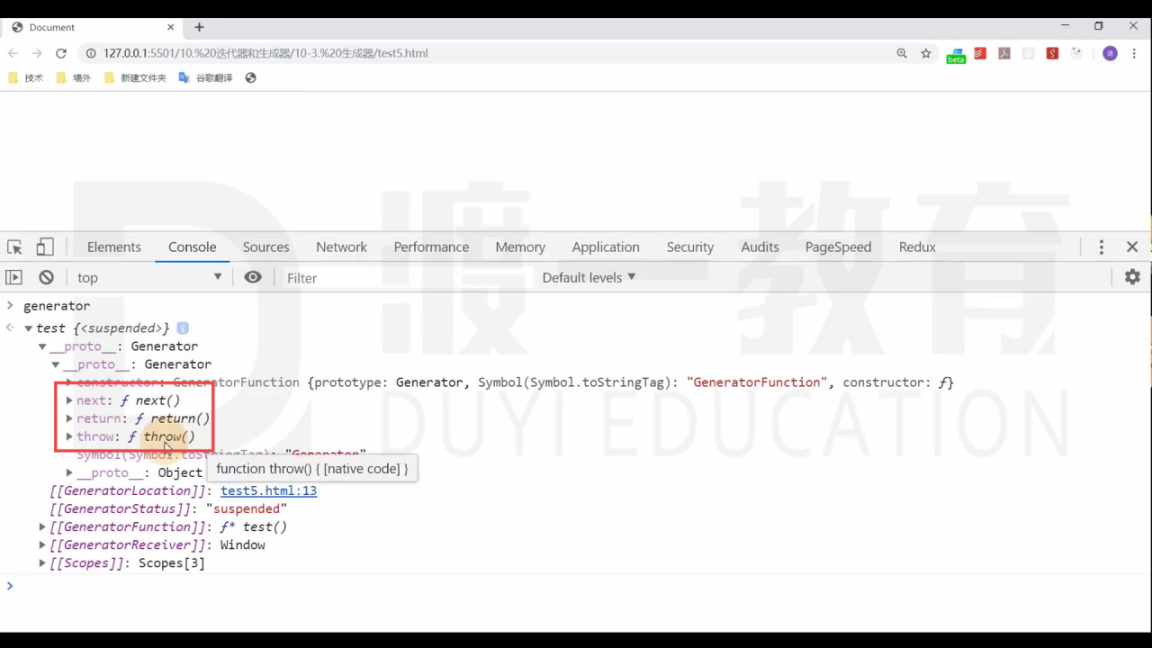 Document
127.0.0.1:5501/10.%20迭代器和生成器/10-3.%20生成器/test5.html
beta
进
技术 墙外 新建文件夹 谷歌翻译
渡一教育
DUYI EDUCATION
Elements Console Sources Network Performance Memory Application Security Audits PageSpeed Redux
top Filter Default levels
generator
test {<suspended>}
__proto__: Generator
__proto__: Generator
constructor: GeneratorFunction {prototype: Generator, Symbol(Symbol.toStringTag): "GeneratorFunction", constructor: ƒ}
next: ƒ next()
return: ƒ return()
throw: ƒ throw()
Symbol(Symbol.toStringTag): "Generator"
function throw() { [native code] }
__proto__: Object
[[GeneratorLocation]]: test5.html:13
[[GeneratorStatus]]: "suspended"
[[GeneratorFunction]]: ƒ* test()
[[GeneratorReceiver]]: Window
[[Scopes]]: Scopes[3]